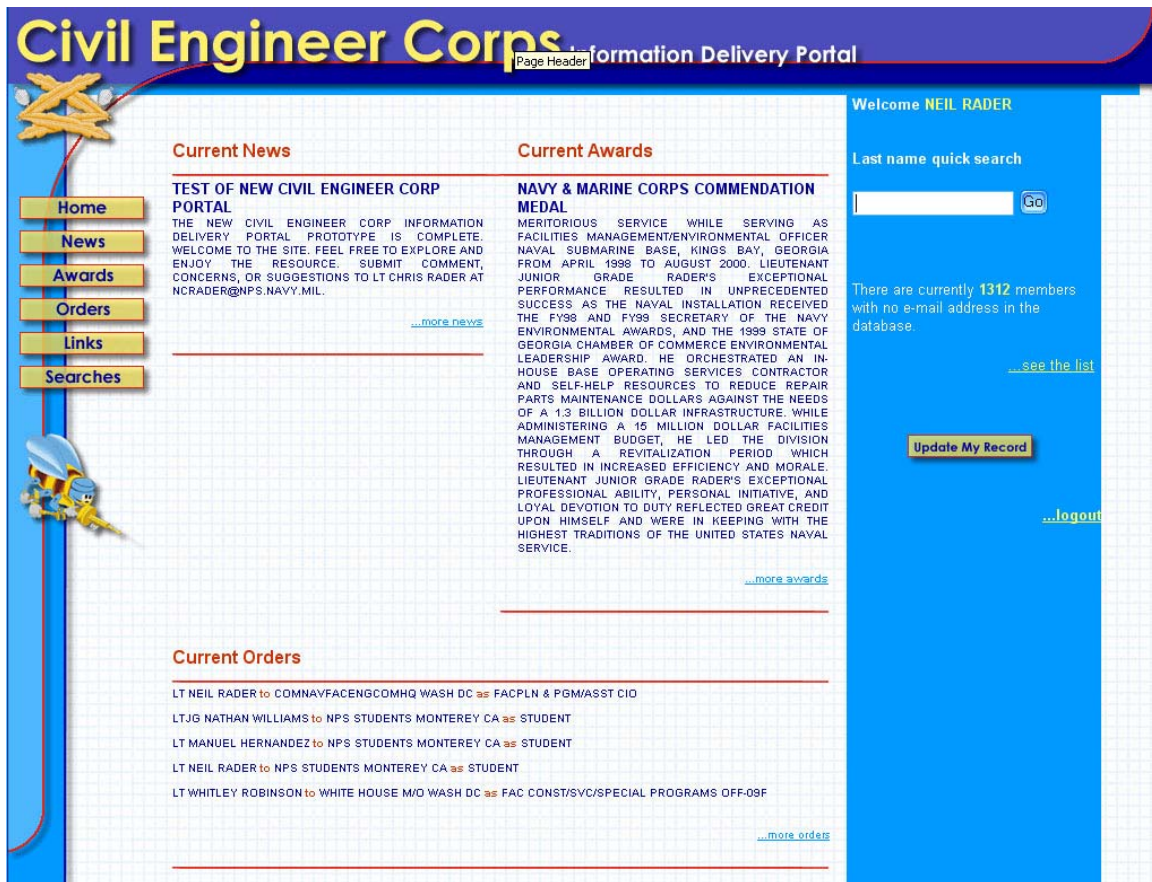 Civil Engineer Corps Information Delivery Portal
Page Header
Home
News
Awards
Orders
Links
Searches
Current News
TEST OF NEW CIVIL ENGINEER CORP
PORTAL
THE NEW CIVIL ENGINEER CORP INFORMATION
DELIVERY PORTAL PROTOTYPE IS COMPLETE.
WELCOME TO THE SITE. FEEL FREE TO EXPLORE AND
ENJOY THE RESOURCE. SUBMIT COMMENT,
CONCERNS, OR SUGGESTIONS TO LT CHRIS RADER AT
NCRADER@NPS.NAVY.MIL.
...more news
Current Awards
NAVY & MARINE CORPS COMMENDATION
MEDAL
MERITORIOUS SERVICE WHILE SERVING AS
FACILITIES MANAGEMENT/ENVIRONMENTAL OFFICER
NAVAL SUBMARINE BASE, KINGS BAY, GEORGIA
FROM APRIL 1998 TO AUGUST 2000. LIEUTENANT
JUNIOR GRADE RADER'S EXCEPTIONAL
PERFORMANCE RESULTED IN UNPRECEDENTED
SUCCESS AS THE NAVAL INSTALLATION RECEIVED
THE FY98 AND FY99 SECRETARY OF THE NAVY
ENVIRONMENTAL AWARDS, AND THE 1999 STATE OF
GEORGIA CHAMBER OF COMMERCE ENVIRONMENTAL
LEADERSHIP AWARD. HE ORCHESTRATED AN IN-
HOUSE BASE OPERATING SERVICES CONTRACTOR
AND SELF-HELP RESOURCES TO REDUCE REPAIR
PARTS MAINTENANCE DOLLARS AGAINST THE NEEDS
OF A 1.3 BILLION DOLLAR INFRASTRUCTURE. WHILE
ADMINISTERING A 15 MILLION DOLLAR FACILITIES
MANAGEMENT BUDGET, HE LED THE DIVISION
THROUGH A REVITALIZATION PERIOD WHICH
RESULTED IN INCREASED EFFICIENCY AND MORALE.
LIEUTENANT JUNIOR GRADE RADER'S EXCEPTIONAL
PROFESSIONAL ABILITY, PERSONAL INITIATIVE, AND
LOYAL DEVOTION TO DUTY REFLECTED GREAT CREDIT
UPON HIMSELF AND WERE IN KEEPING WITH THE
HIGHEST TRADITIONS OF THE UNITED STATES NAVAL
SERVICE.
...more awards
Current Orders
LT NEIL RADER to COMNAVFACENGCOMHQ WASH DC as FACPLN & PGM/ASST CIO
LTJG NATHAN WILLIAMS to NPS STUDENTS MONTEREY CA as STUDENT
LT MANUEL HERNANDEZ to NPS STUDENTS MONTEREY CA as STUDENT
LT NEIL RADER to NPS STUDENTS MONTEREY CA as STUDENT
LT WHITLEY ROBINSON to WHITE HOUSE M/O WASH DC as FAC CONST/SVC/SPECIAL PROGRAMS OFF-09F
...more orders
Welcome NEIL RADER
Last name quick search
Go
There are currently 1312 members
with no e-mail address in the
database.
...see the list
Update My Record
...logout